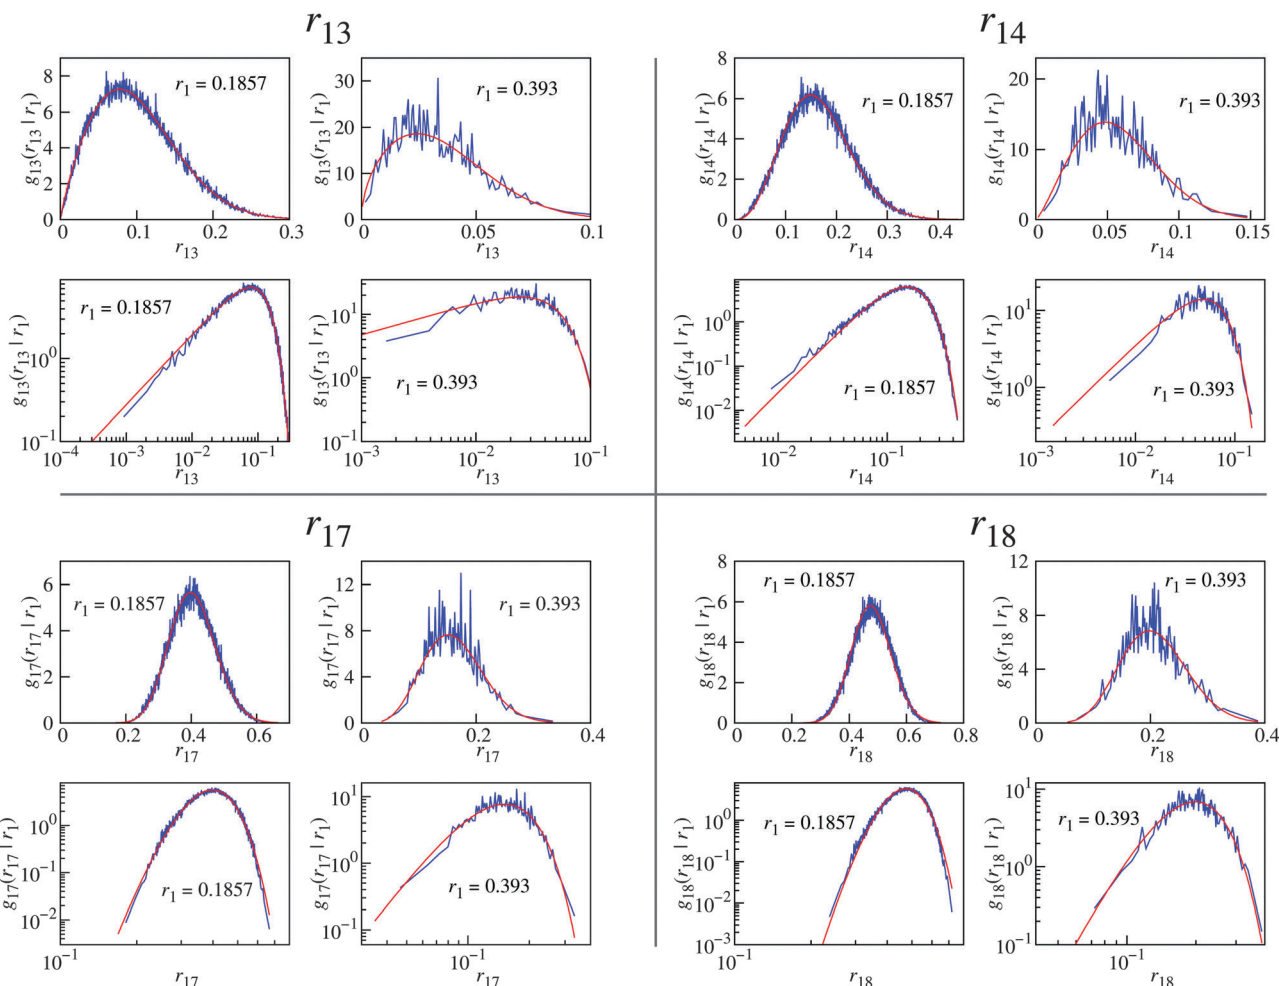 r13
r14
8
6
4
2
0
g13(r13 | r1)
r1 = 0.1857
0 0.1 0.2 0.3
r13
30
20
10
0
g13(r13 | r1)
r1 = 0.393
0 0.05 0.1
r13
8
6
4
2
0
g14(r14 | r1)
r1 = 0.1857
0 0.1 0.2 0.3 0.4
r14
20
10
0
g14(r14 | r1)
r1 = 0.393
0 0.05 0.1 0.15
r14
10^0
10^-1
g13(r13 | r1)
r1 = 0.1857
10^-4 10^-3 10^-2 10^-1
r13
10^1
10^0
10^-1
g13(r13 | r1)
r1 = 0.393
10^-3 10^-2 10^-1
r13
10^0
10^-1
10^-2
g14(r14 | r1)
r1 = 0.1857
10^-2 10^-1
r14
10^1
10^0
g14(r14 | r1)
r1 = 0.393
10^-3 10^-2 10^-1
r14
r17
r18
6
4
2
0
g17(r17 | r1)
r1 = 0.1857
0 0.2 0.4 0.6
r17
12
8
4
0
g17(r17 | r1)
r1 = 0.393
0 0.2 0.4
r17
8
6
4
2
0
g18(r18 | r1)
r1 = 0.1857
0 0.2 0.4 0.6 0.8
r18
12
8
4
0
g18(r18 | r1)
r1 = 0.393
0 0.2 0.4
r18
10^0
10^-1
10^-2
g17(r17 | r1)
r1 = 0.1857
10^-1
r17
10^1
10^0
10^-1
g17(r17 | r1)
r1 = 0.393
10^-1
r17
10^0
10^-1
10^-2
10^-3
g18(r18 | r1)
r1 = 0.1857
10^-1
r18
10^1
10^0
10^-1
g18(r18 | r1)
r1 = 0.393
10^-1
r18